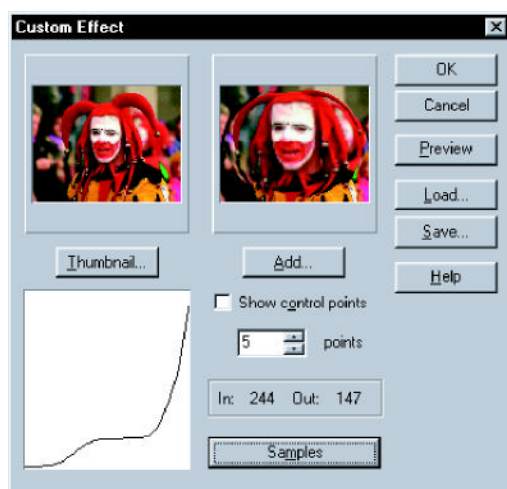 Custom Effect
OK
Cancel
Preview
Load...
Save...
Help
Thumbnail...
Add...
Show control points
5 points
In: 244 Out: 147
Samples